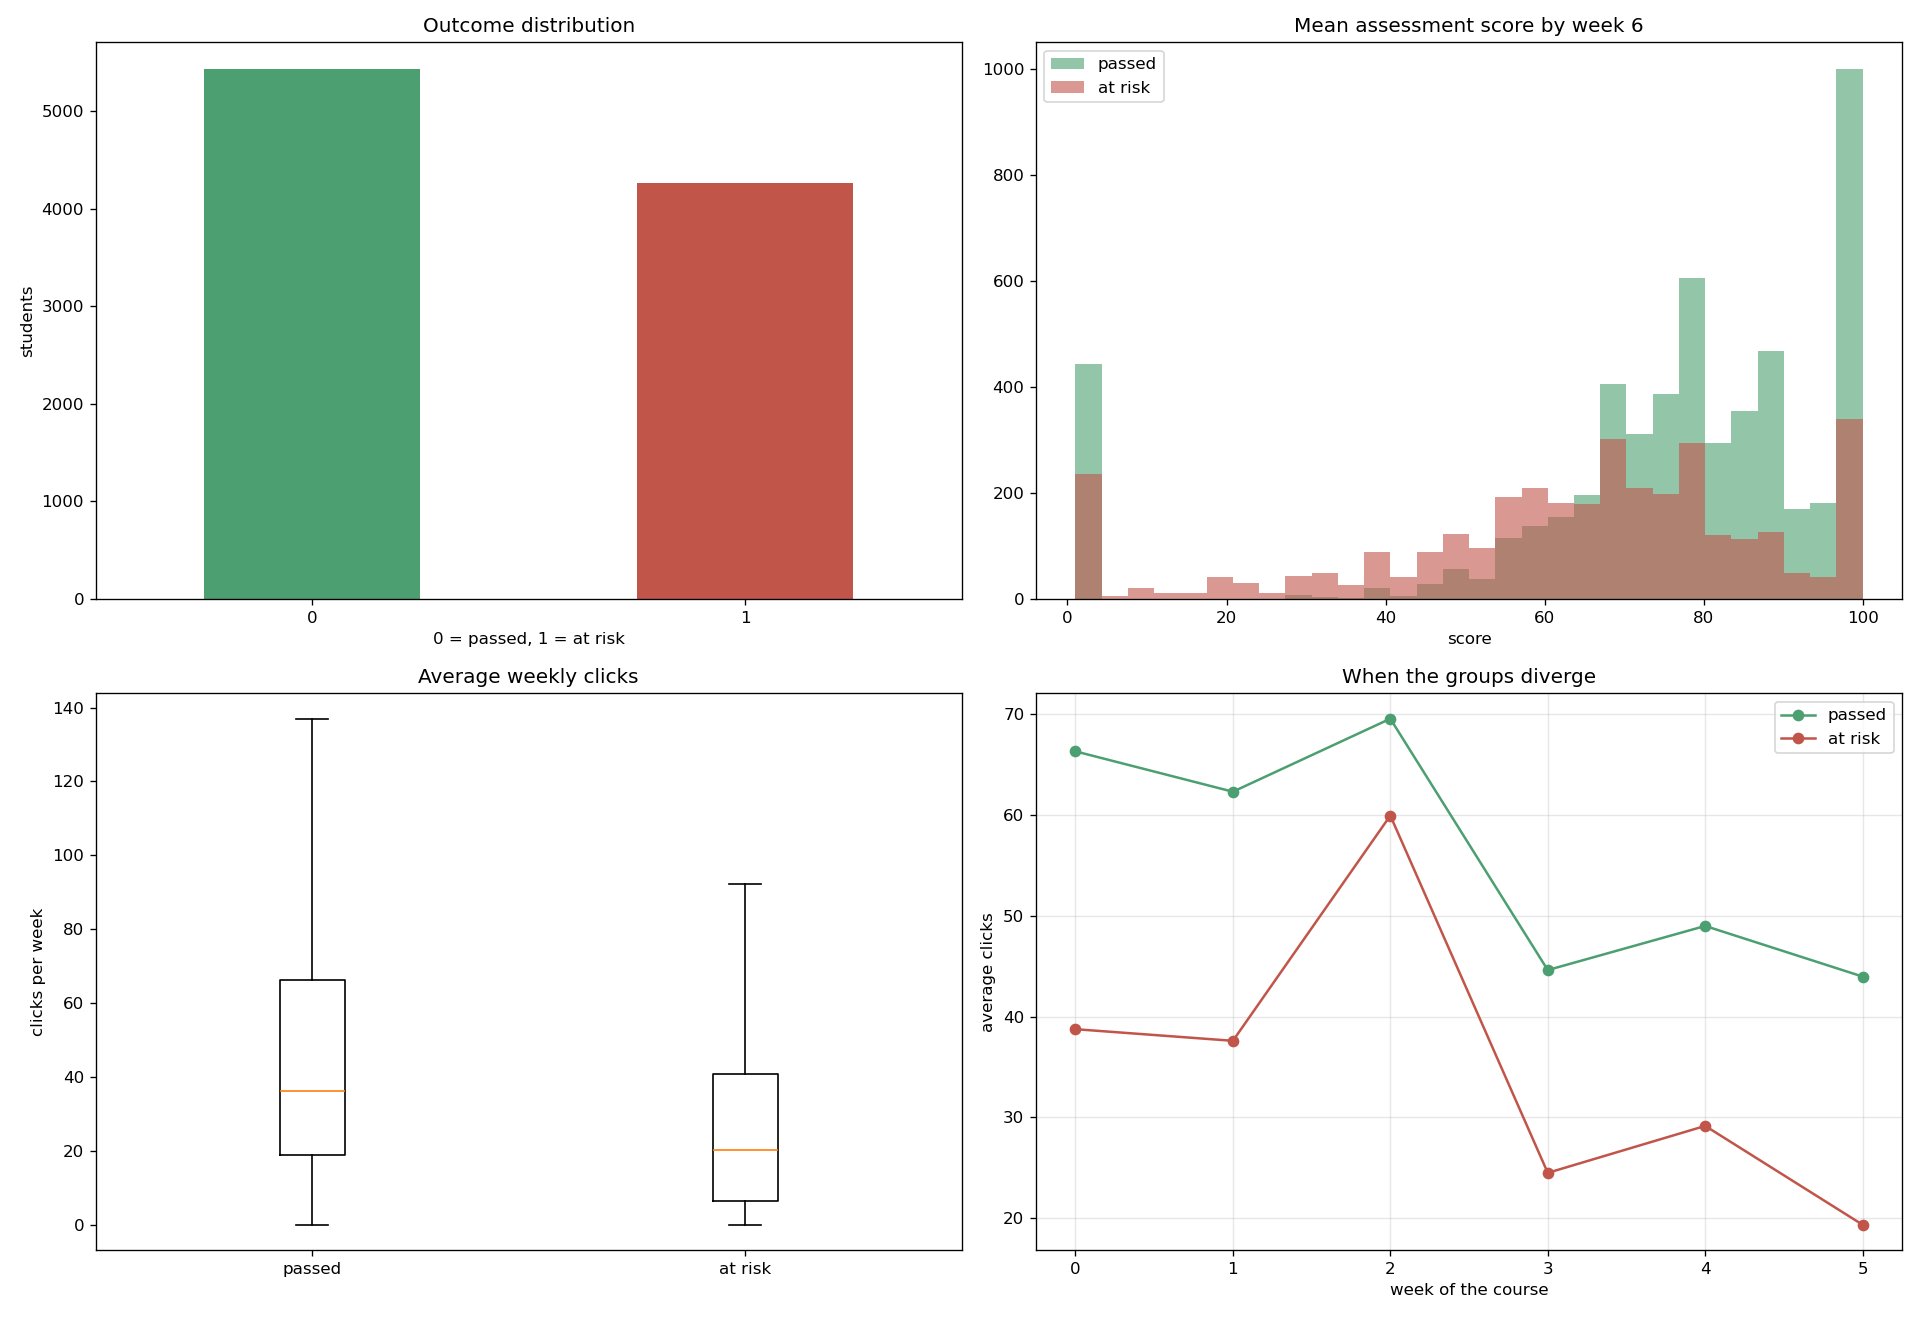 Outcome distribution
students
5000
4000
3000
2000
1000
0
0 1
0 = passed, 1 = at risk
Mean assessment score by week 6
passed
at risk
1000
800
600
400
200
0
0 20 40 60 80 100
score
Average weekly clicks
clicks per week
140
120
100
80
60
40
20
0
passed at risk
When the groups diverge
passed
at risk
average clicks
70
60
50
40
30
20
0 1 2 3 4 5
week of the course